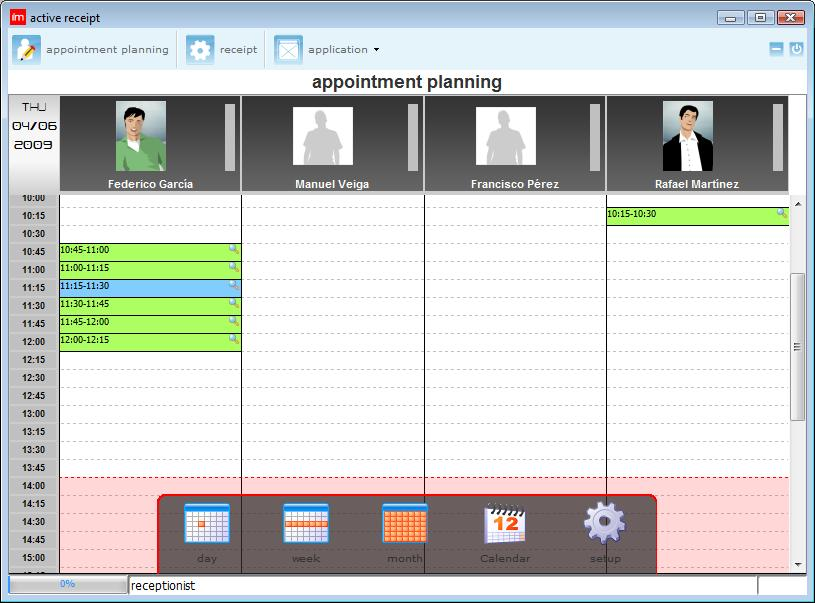 im active receipt
appointment planning
receipt
application
appointment planning
THU
04/06
2009
Federico García
Manuel Veiga
Francisco Pérez
Rafael Martínez
10:00
10:15
10:15-10:30
10:30
10:45
10:45-11:00
11:00
11:00-11:15
11:15
11:15-11:30
11:30
11:30-11:45
11:45
11:45-12:00
12:00
12:00-12:15
12:15
12:30
12:45
13:00
13:15
13:30
13:45
14:00
14:15
14:30
14:45
15:00
12
day
week
month
Calendar
setup
0%
receptionist